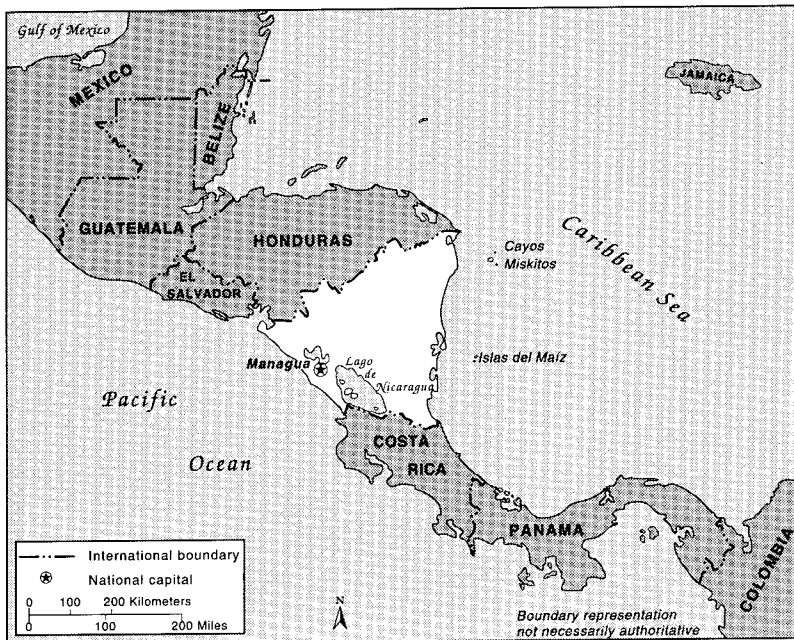 Gulf of Mexico
MEXICO
BELIZE
JAMAICA
GUATEMALA
HONDURAS
EL
SALVADOR
Cayos
Miskitos
Caribbean Sea
Managua
Lago
de
Nicaragua
Islas del Maíz
Pacific
Ocean
COSTA
RICA
PANAMA
COLOMBIA
International boundary
National capital
0 100 200 Kilometers
0 100 200 Miles
N
Boundary representation
not necessarily authoritative